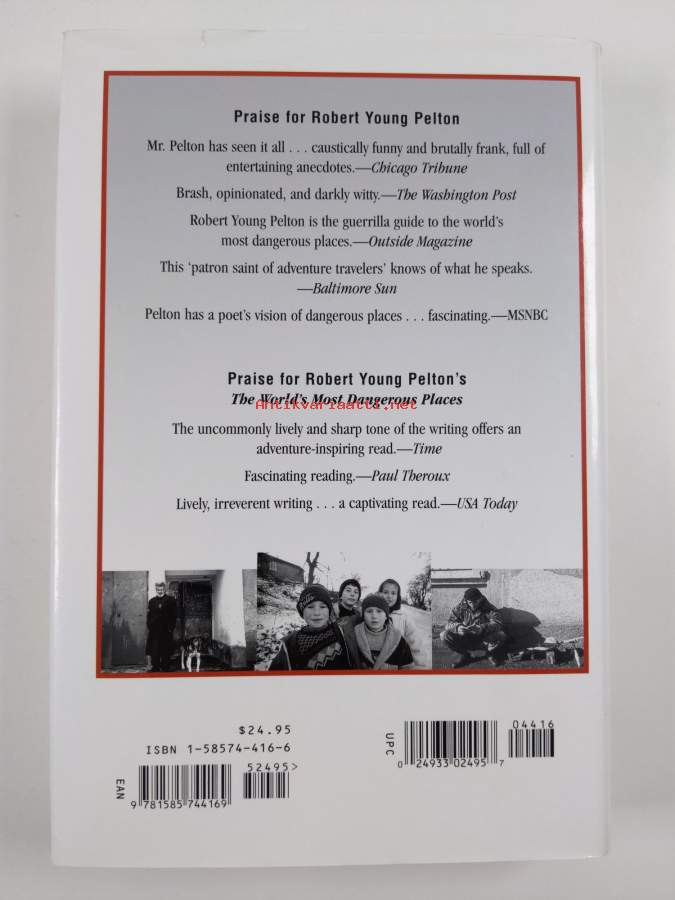 Praise for Robert Young Pelton
Mr. Pelton has seen it all . . . caustically funny and brutally frank, full of
entertaining anecdotes.—Chicago Tribune
Brash, opinionated, and darkly witty.—The Washington Post
Robert Young Pelton is the guerrilla guide to the world's
most dangerous places.—Outside Magazine
This 'patron saint of adventure travelers' knows of what he speaks.
—Baltimore Sun
Pelton has a poet's vision of dangerous places . . . fascinating.—MSNBC
Praise for Robert Young Pelton's
The World's Most Dangerous Places
Antikvariaatti.net
The uncommonly lively and sharp tone of the writing offers an
adventure-inspiring read.—Time
Fascinating reading.—Paul Theroux
Lively, irreverent writing . . . a captivating read.—USA Today
$24.95
ISBN 1-58574-416-6
52495>
EAN
9 781585 744169
04416
UPC
0 24933 02495 7